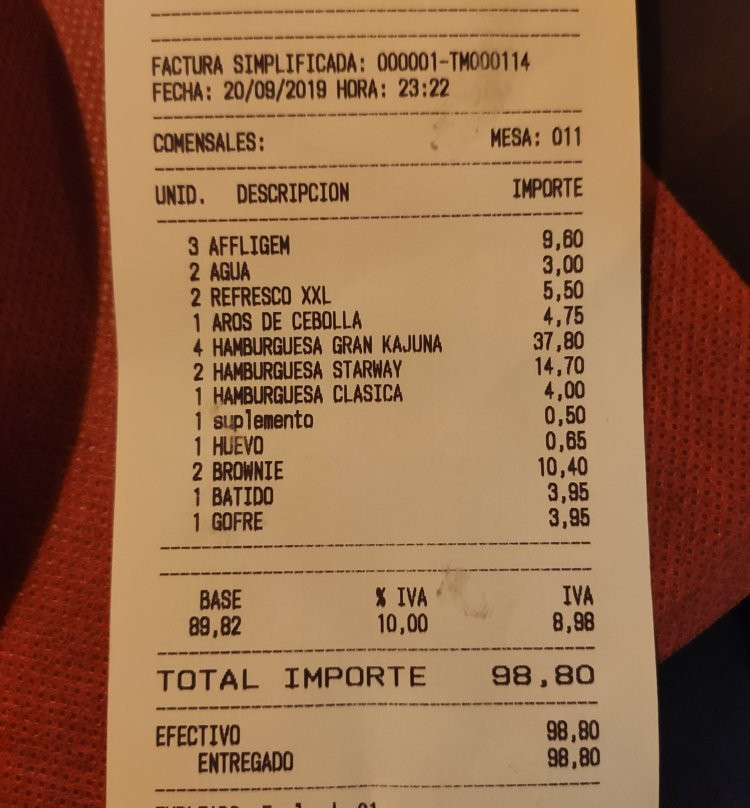 FACTURA SIMPLIFICADA: 000001-TM000114
FECHA: 20/09/2019 HORA: 23:22
COMENSALES: MESA: 011
UNID. DESCRIPCION IMPORTE
3 AFFLIGEM 9,60
2 AGUA 3,00
2 REFRESCO XXL 5,50
1 AROS DE CEBOLLA 4,75
4 HAMBURGUESA GRAN KAJUNA 37,80
2 HAMBURGUESA STARWAY 14,70
1 HAMBURGUESA CLASICA 4,00
1 suplemento 0,50
1 HUEVO 0,65
2 BROWNIE 10,40
1 BATIDO 3,95
1 GOFRE 3,95
BASE % IVA IVA
89,82 10,00 8,98
TOTAL IMPORTE 98,80
EFECTIVO 98,80
ENTREGADO 98,80